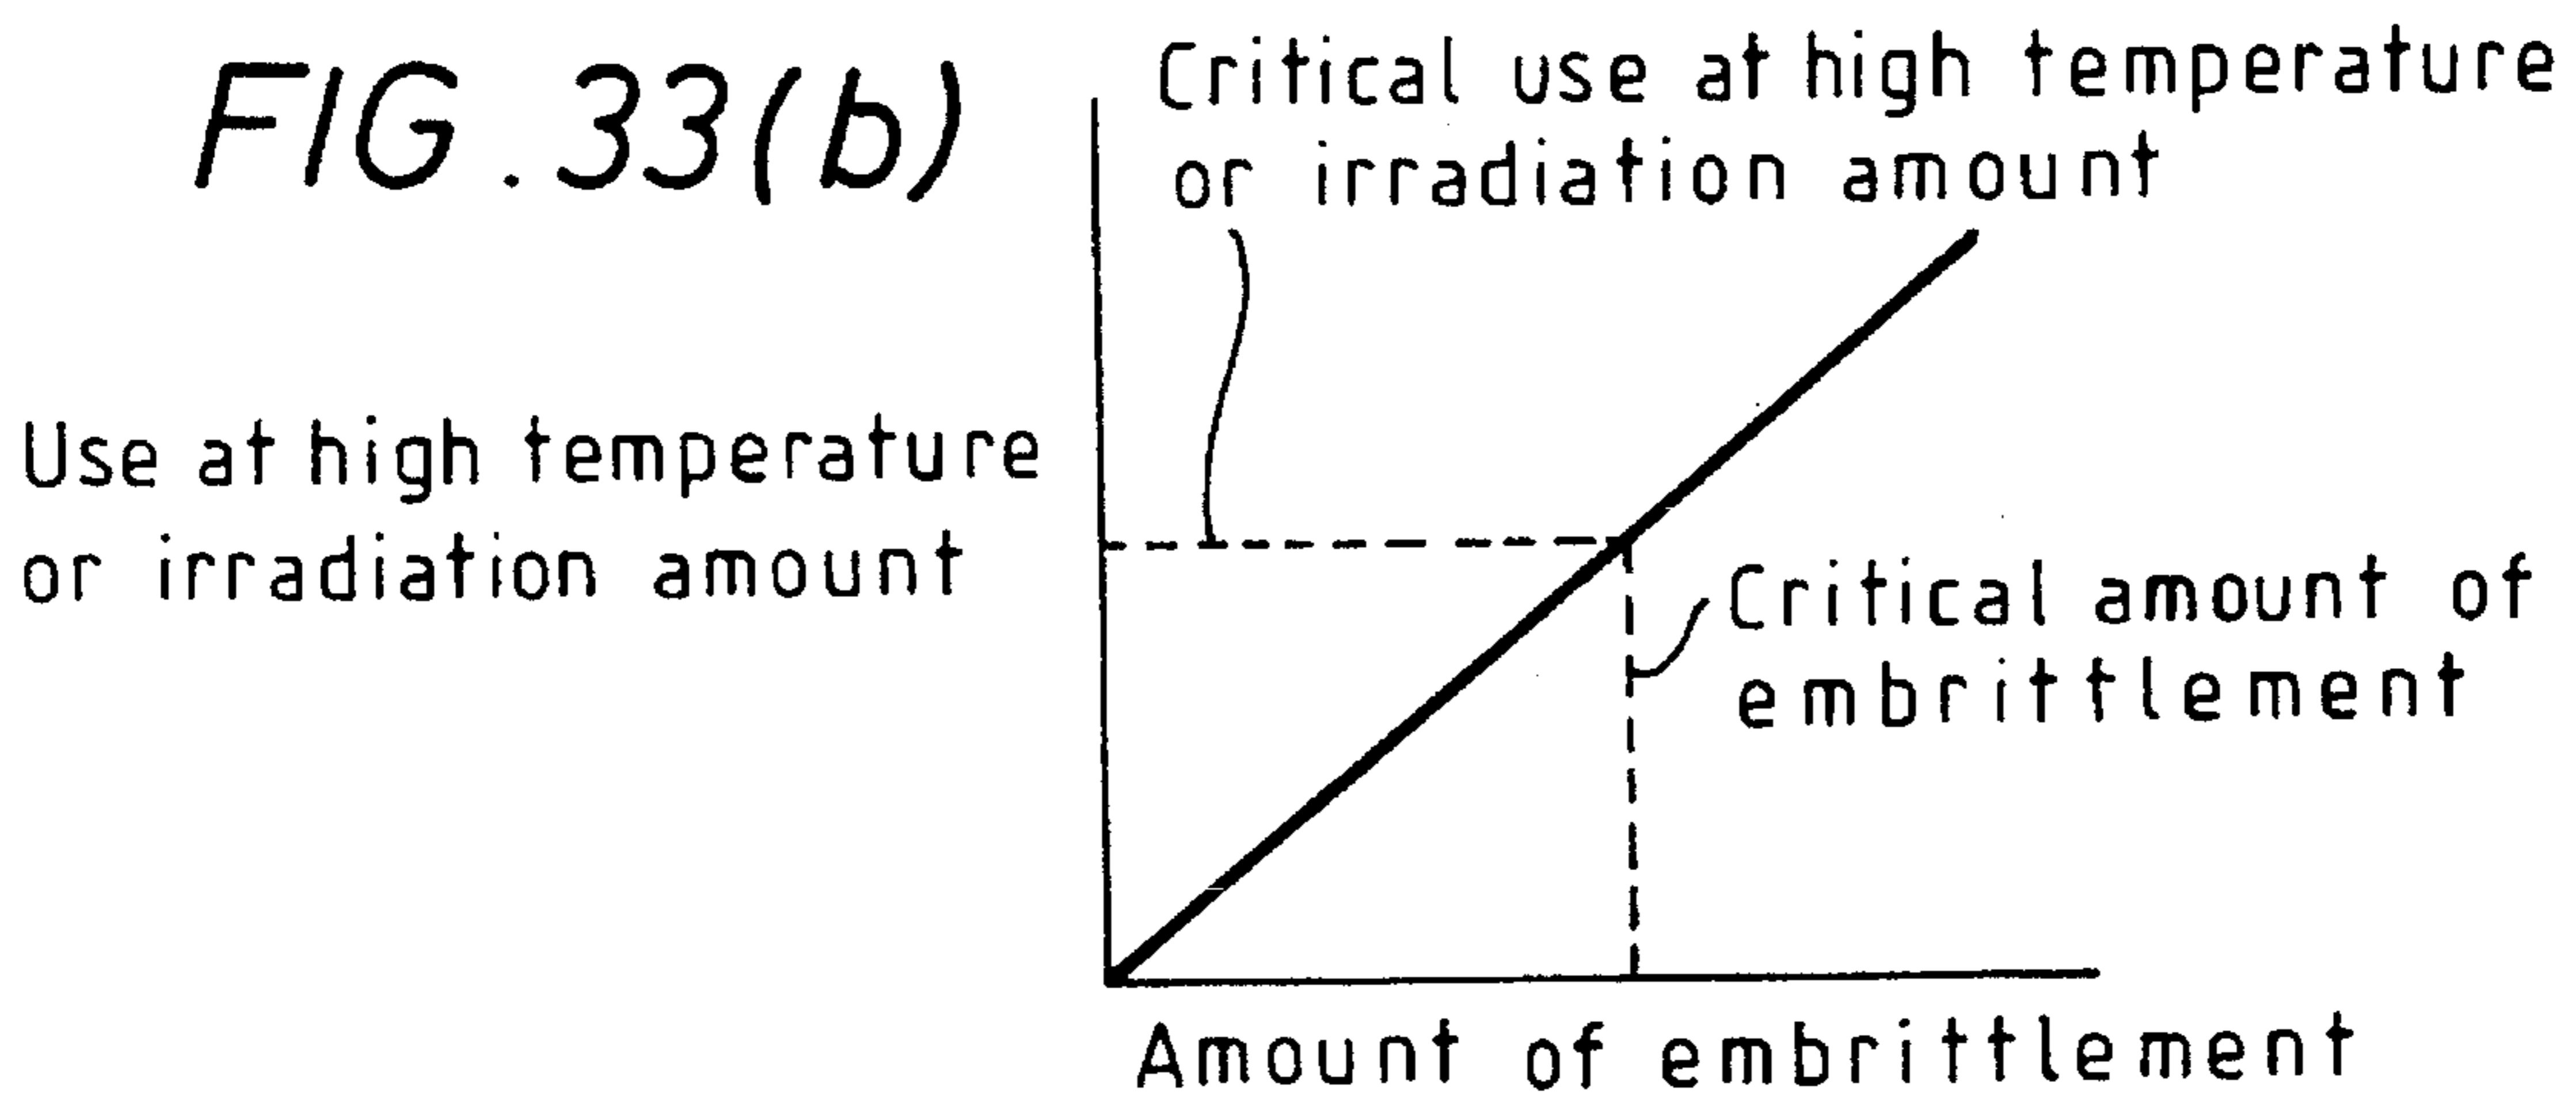 FIG.33(b)
Critical use at high temperature
or irradiation amount
Use at high temperature
or irradiation amount
Critical amount of
embrittlement
Amount of embrittlement